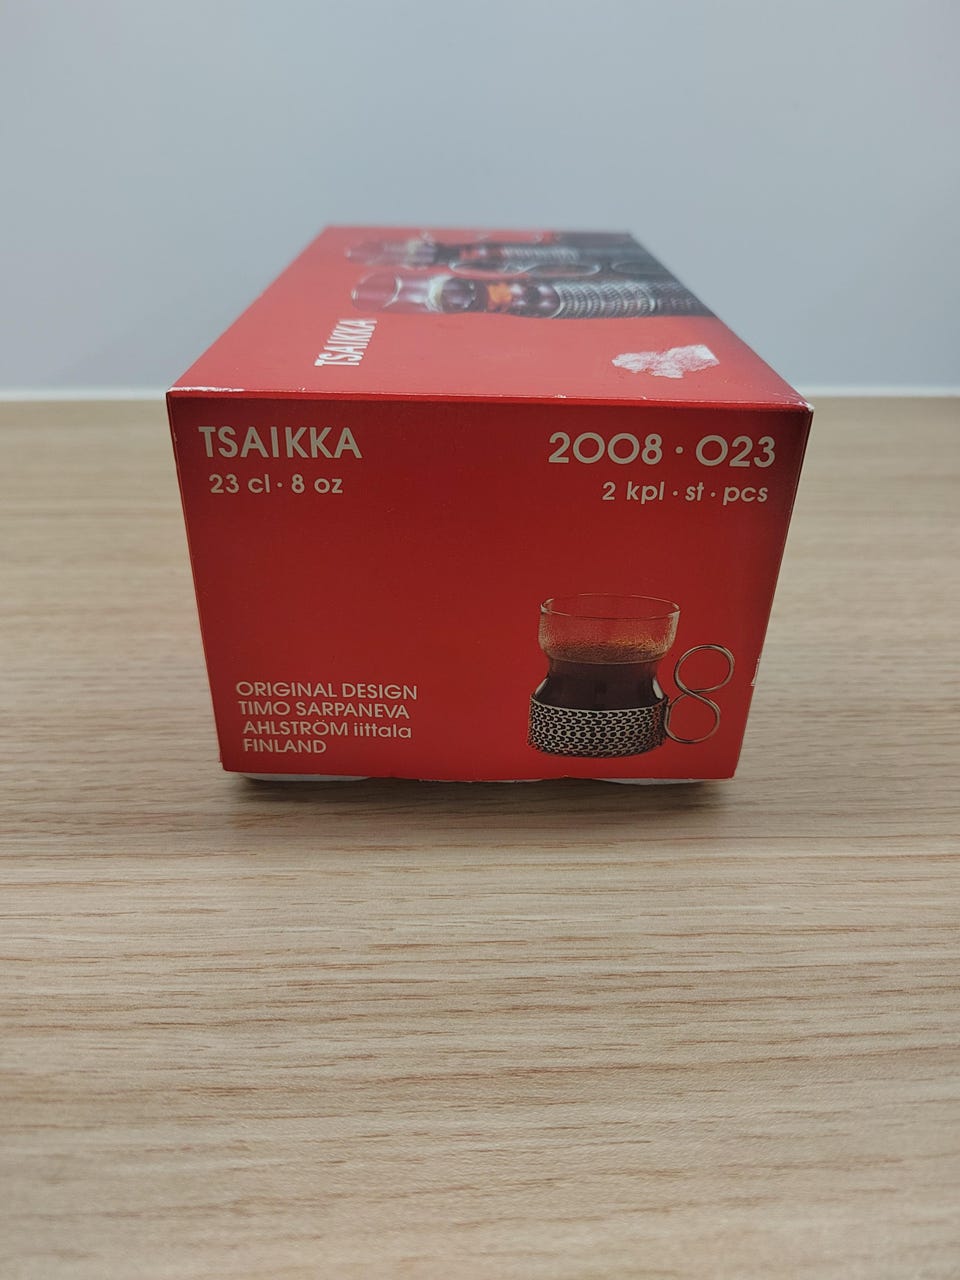 TSAIKKA
TSAIKKA
23 cl · 8 oz
2008 · 023
2 kpl · st · pcs
ORIGINAL DESIGN
TIMO SARPANEVA
AHLSTRÖM iittala
FINLAND